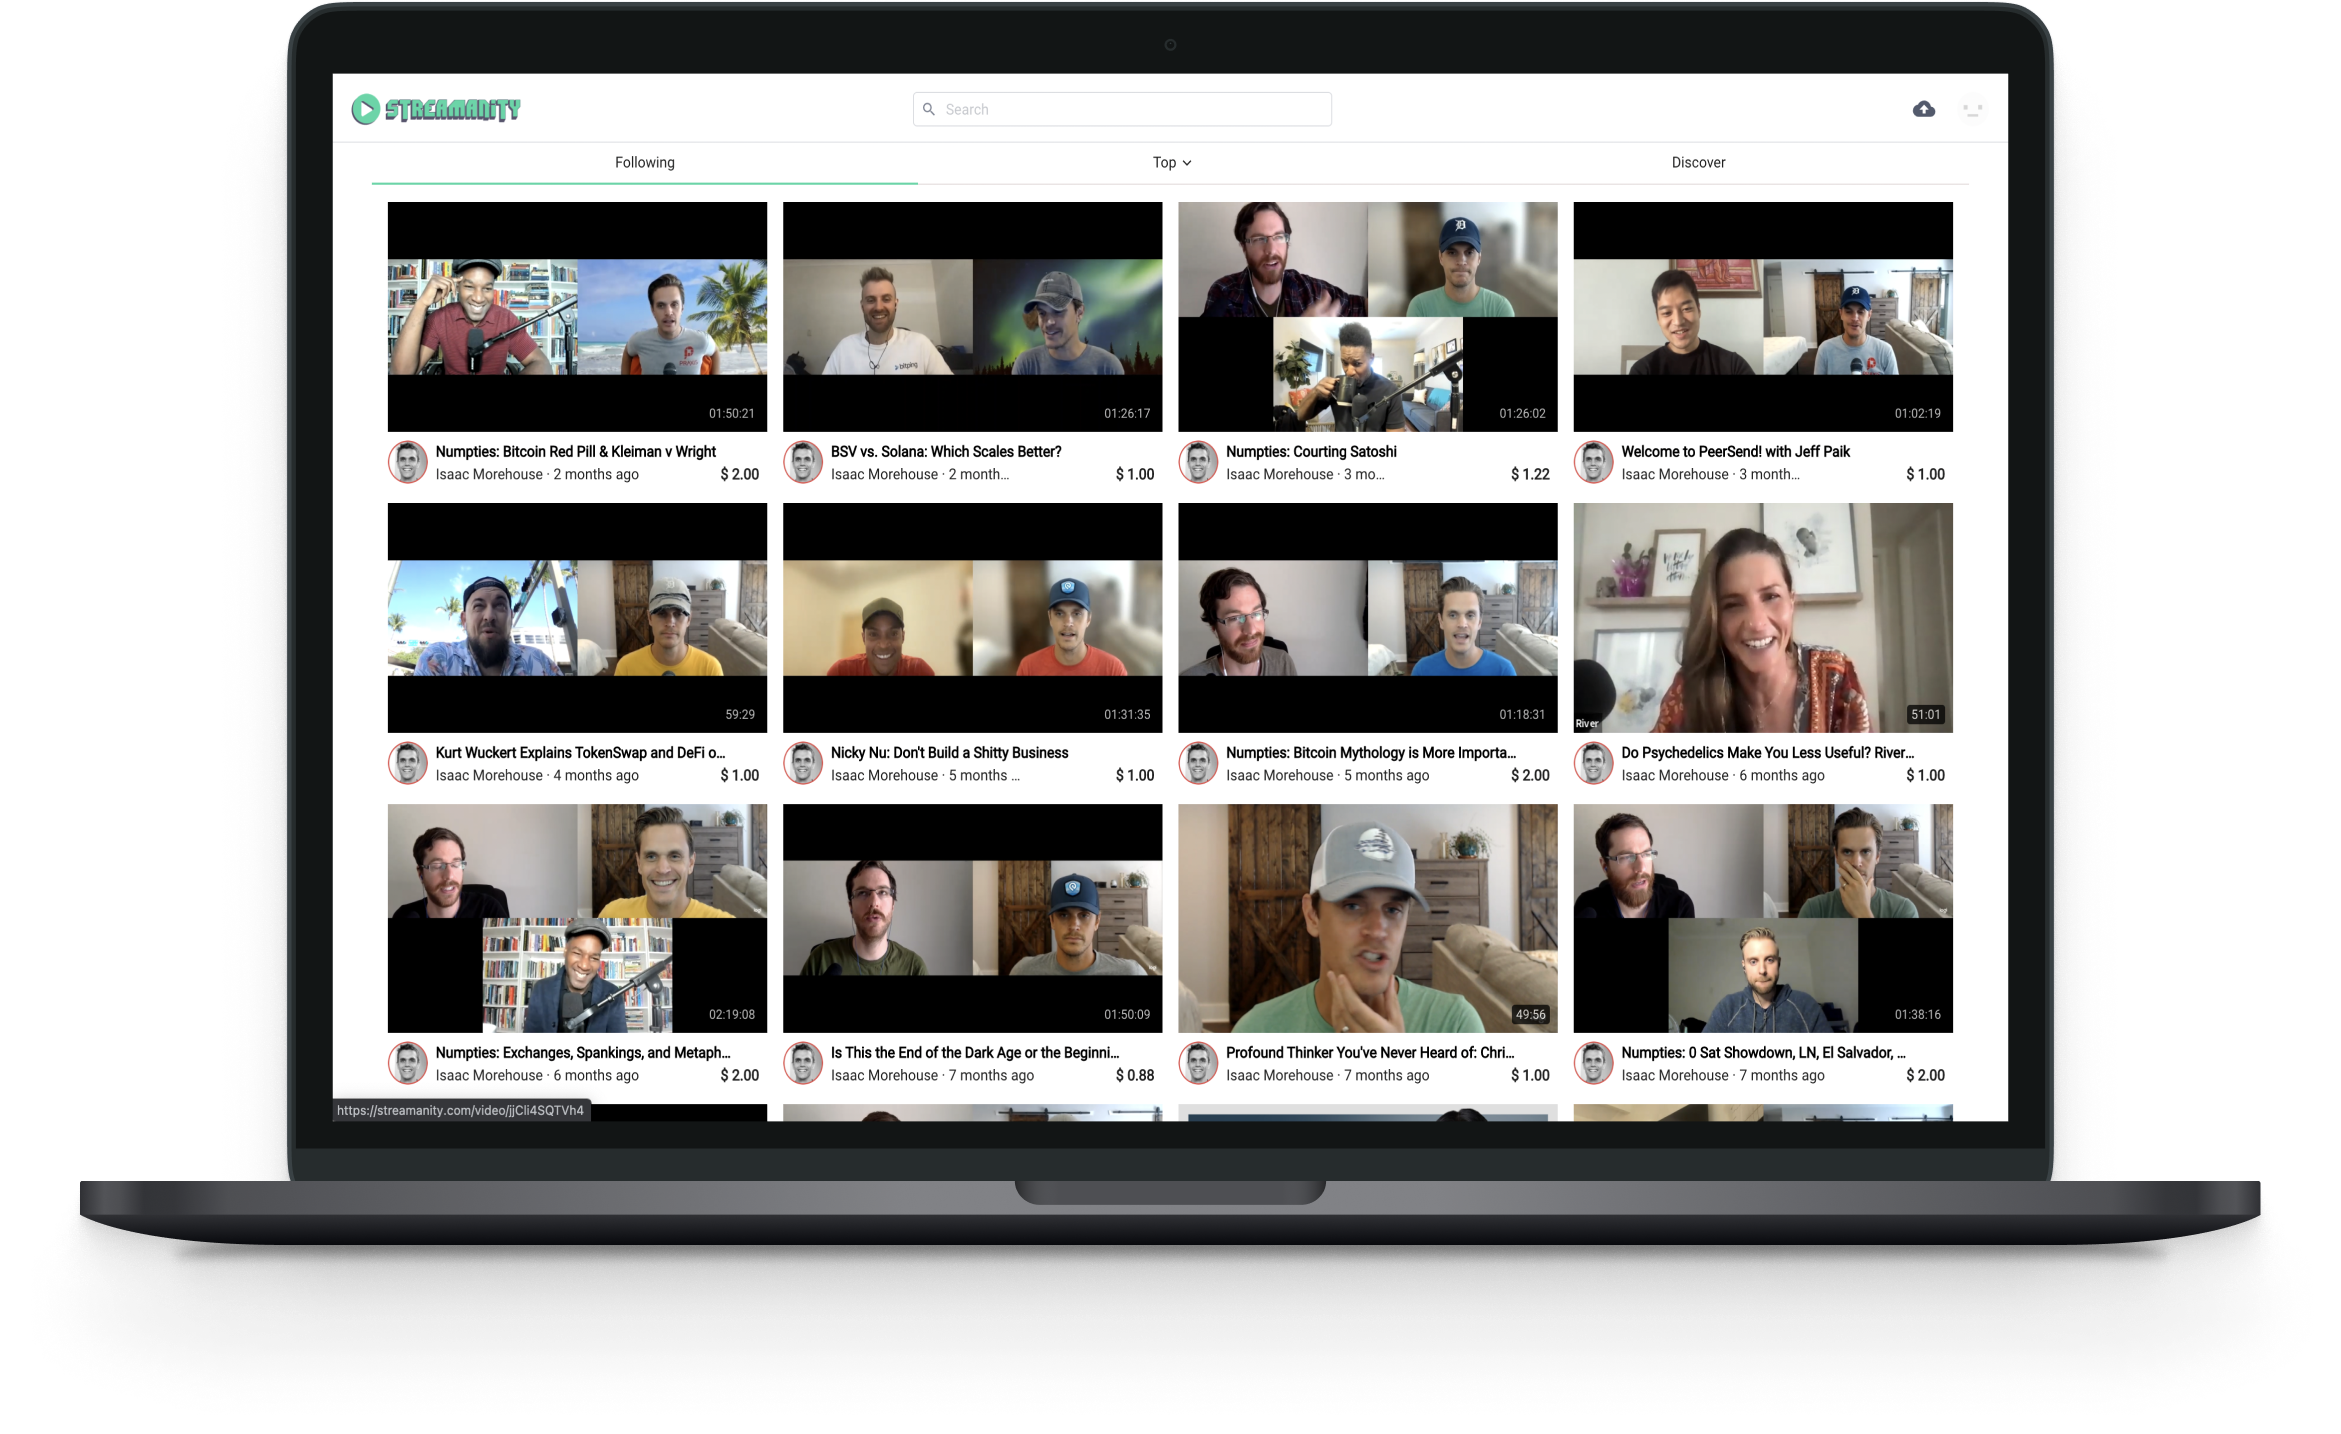 STREAMANITY
Search
Following
Top
Discover
01:50:21
01:26:17
bitping
01:26:02
01:02:19
Numpties: Bitcoin Red Pill & Kleiman v Wright
Isaac Morehouse · 2 months ago
$ 2.00
BSV vs. Solana: Which Scales Better?
Isaac Morehouse · 2 month...
$ 1.00
Numpties: Courting Satoshi
Isaac Morehouse · 3 mo...
$ 1.22
Welcome to PeerSend! with Jeff Paik
Isaac Morehouse · 3 month...
$ 1.00
59:29
01:31:35
01:18:31
River
51:01
Kurt Wuckert Explains TokenSwap and DeFi o...
Isaac Morehouse · 4 months ago
$ 1.00
Nicky Nu: Don't Build a Shitty Business
Isaac Morehouse · 5 months ...
$ 1.00
Numpties: Bitcoin Mythology is More Importa...
Isaac Morehouse · 5 months ago
$ 2.00
Do Psychedelics Make You Less Useful? River...
Isaac Morehouse · 6 months ago
$ 1.00
02:19:08
01:50:09
49:56
01:38:16
Numpties: Exchanges, Spankings, and Metaph...
Isaac Morehouse · 6 months ago
$ 2.00
Is This the End of the Dark Age or the Beginni...
Isaac Morehouse · 7 months ago
$ 0.88
Profound Thinker You've Never Heard of: Chri...
Isaac Morehouse · 7 months ago
$ 1.00
Numpties: 0 Sat Showdown, LN, El Salvador, ...
Isaac Morehouse · 7 months ago
$ 2.00
https://streamanity.com/video/jjCli4SQTVh4